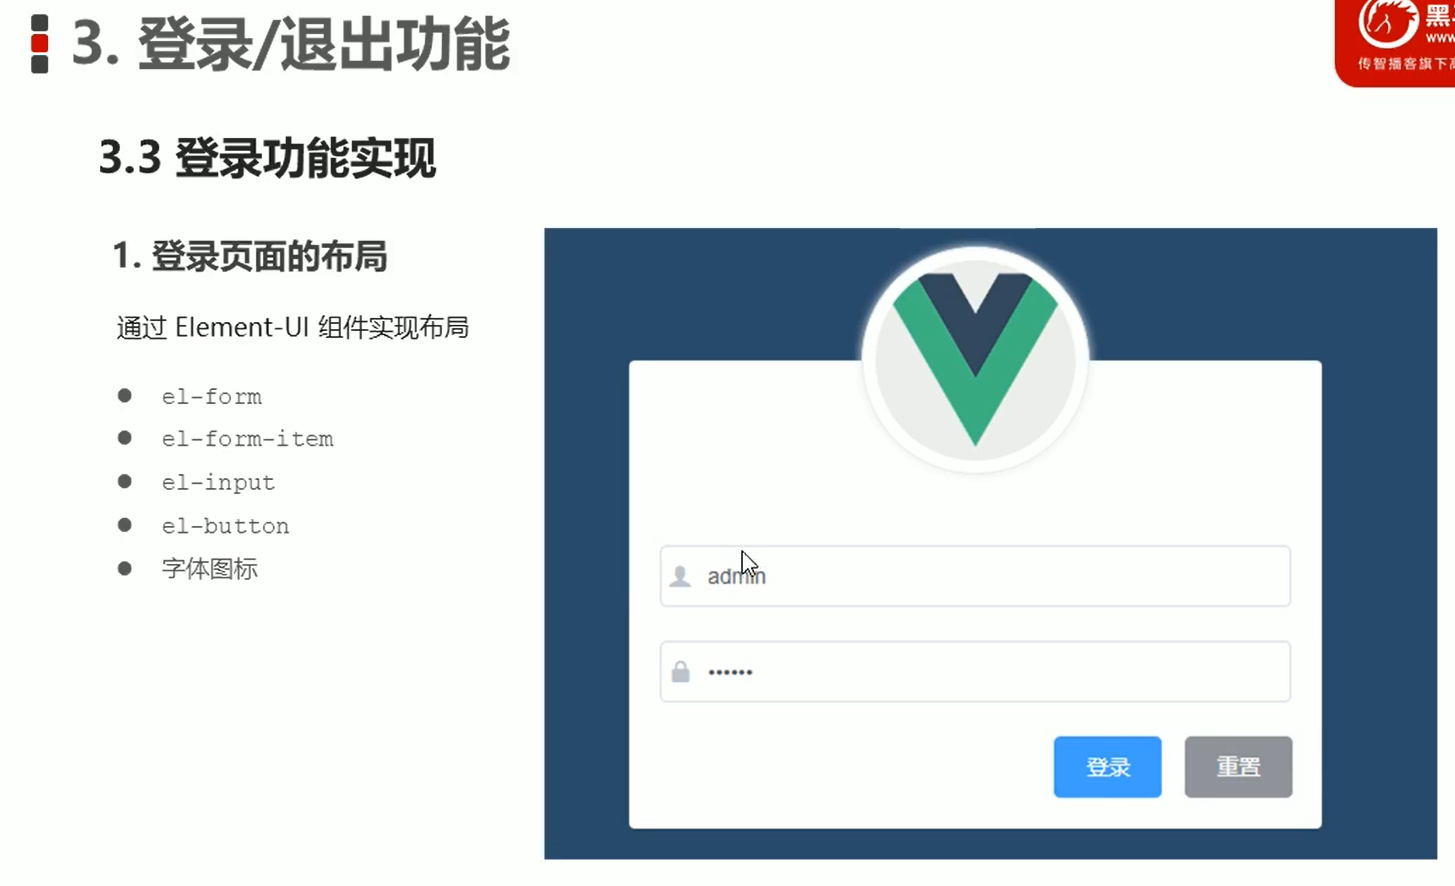 3. 登录/退出功能
黑
www
传智播客旗下高
3.3 登录功能实现
1. 登录页面的布局
通过 Element-UI 组件实现布局
● el-form
● el-form-item
● el-input
● el-button
● 字体图标
admin
••••••
登录
重置